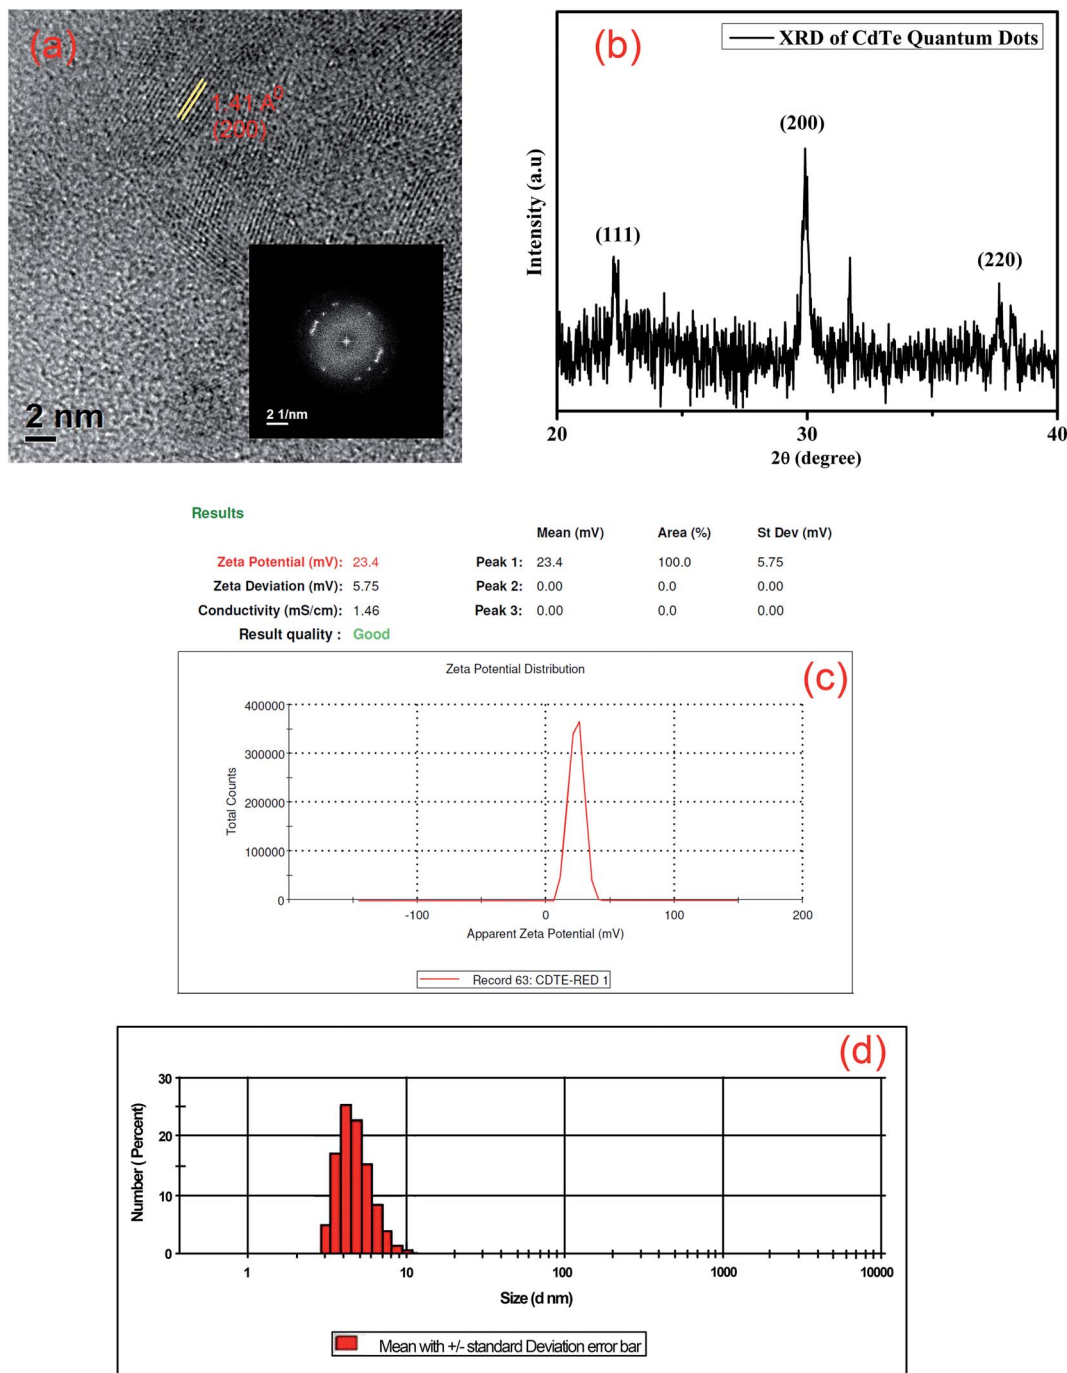 (a)
1.41 A⁰
(200)
2 nm
2 1/nm
(b)
XRD of CdTe Quantum Dots
(111)
(200)
(220)
Intensity (a.u)
20
30
40
2θ (degree)
Results
Mean (mV) Area (%) St Dev (mV)
Zeta Potential (mV): 23.4 Peak 1: 23.4 100.0 5.75
Zeta Deviation (mV): 5.75 Peak 2: 0.00 0.0 0.00
Conductivity (mS/cm): 1.46 Peak 3: 0.00 0.0 0.00
Result quality : Good
(c)
Zeta Potential Distribution
Total Counts
400000
300000
200000
100000
0
-100 0 100 200
Apparent Zeta Potential (mV)
Record 63: CDTE-RED 1
(d)
Number ( Percent)
30
20
10
0
1 10 100 1000 10000
Size (d nm)
Mean with +/- standard Deviation error bar